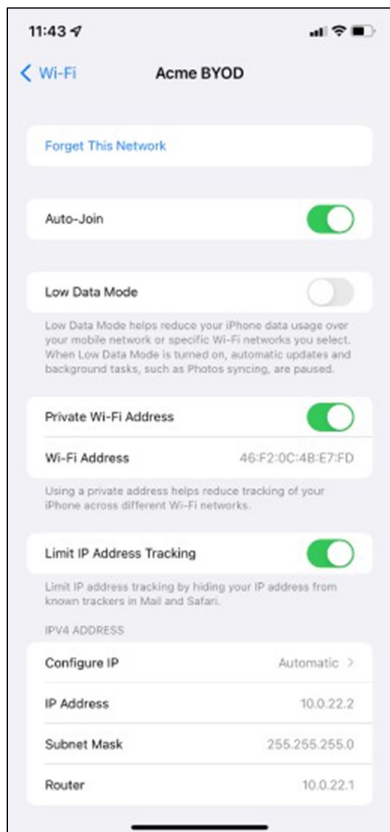 11:43
Wi-Fi Acme BYOD
Forget This Network
Auto-Join
Low Data Mode
Low Data Mode helps reduce your iPhone data usage over
your mobile network or specific Wi-Fi networks you select.
When Low Data Mode is turned on, automatic updates and
background tasks, such as Photos syncing, are paused.
Private Wi-Fi Address
Wi-Fi Address 46:F2:0C:4B:E7:FD
Using a private address helps reduce tracking of your
iPhone across different Wi-Fi networks.
Limit IP Address Tracking
Limit IP address tracking by hiding your IP address from
known trackers in Mail and Safari.
IPV4 ADDRESS
Configure IP Automatic
IP Address 10.0.22.2
Subnet Mask 255.255.255.0
Router 10.0.22.1